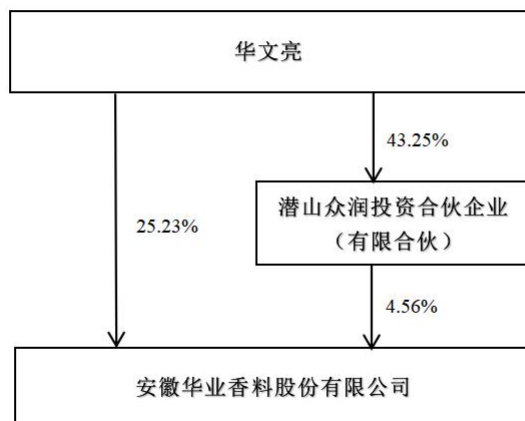 华文亮
43.25%
潜山众润投资合伙企业
（有限合伙）
25.23%
4.56%
安徽华业香料股份有限公司